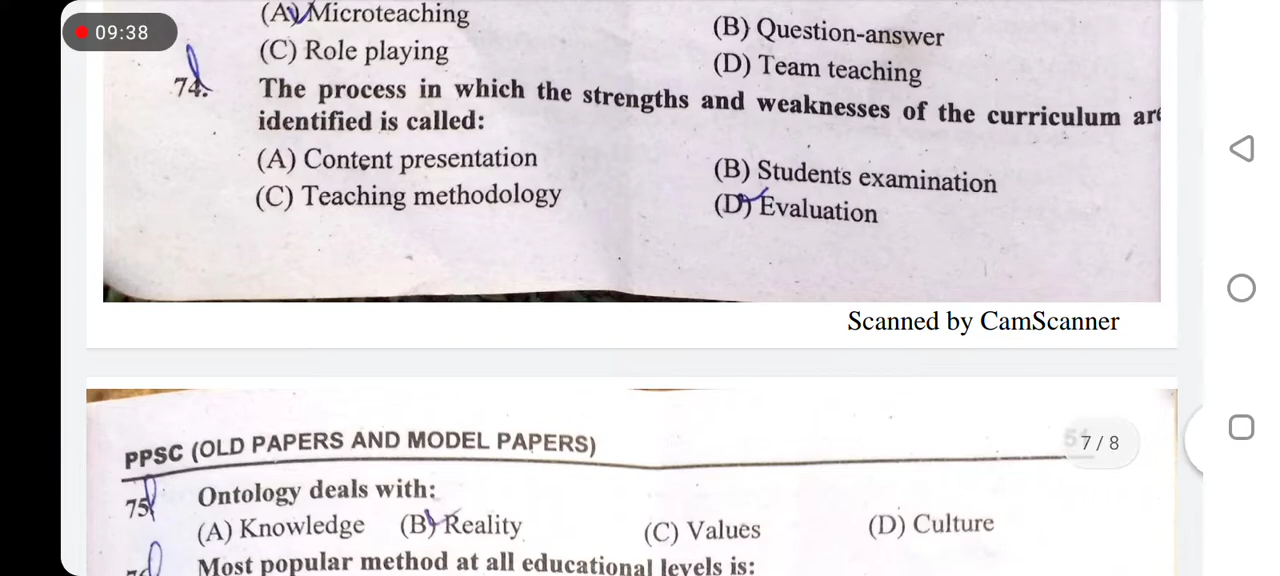 09:38
(A) Microteaching
(B) Question-answer
(C) Role playing
(D) Team teaching
74. The process in which the strengths and weaknesses of the curriculum are
identified is called:
(A) Content presentation
(B) Students examination
(C) Teaching methodology
(D) Evaluation
Scanned by CamScanner
PPSC (OLD PAPERS AND MODEL PAPERS)
7 / 8
75. Ontology deals with:
(A) Knowledge (B) Reality (C) Values (D) Culture
Most popular method at all educational levels is: